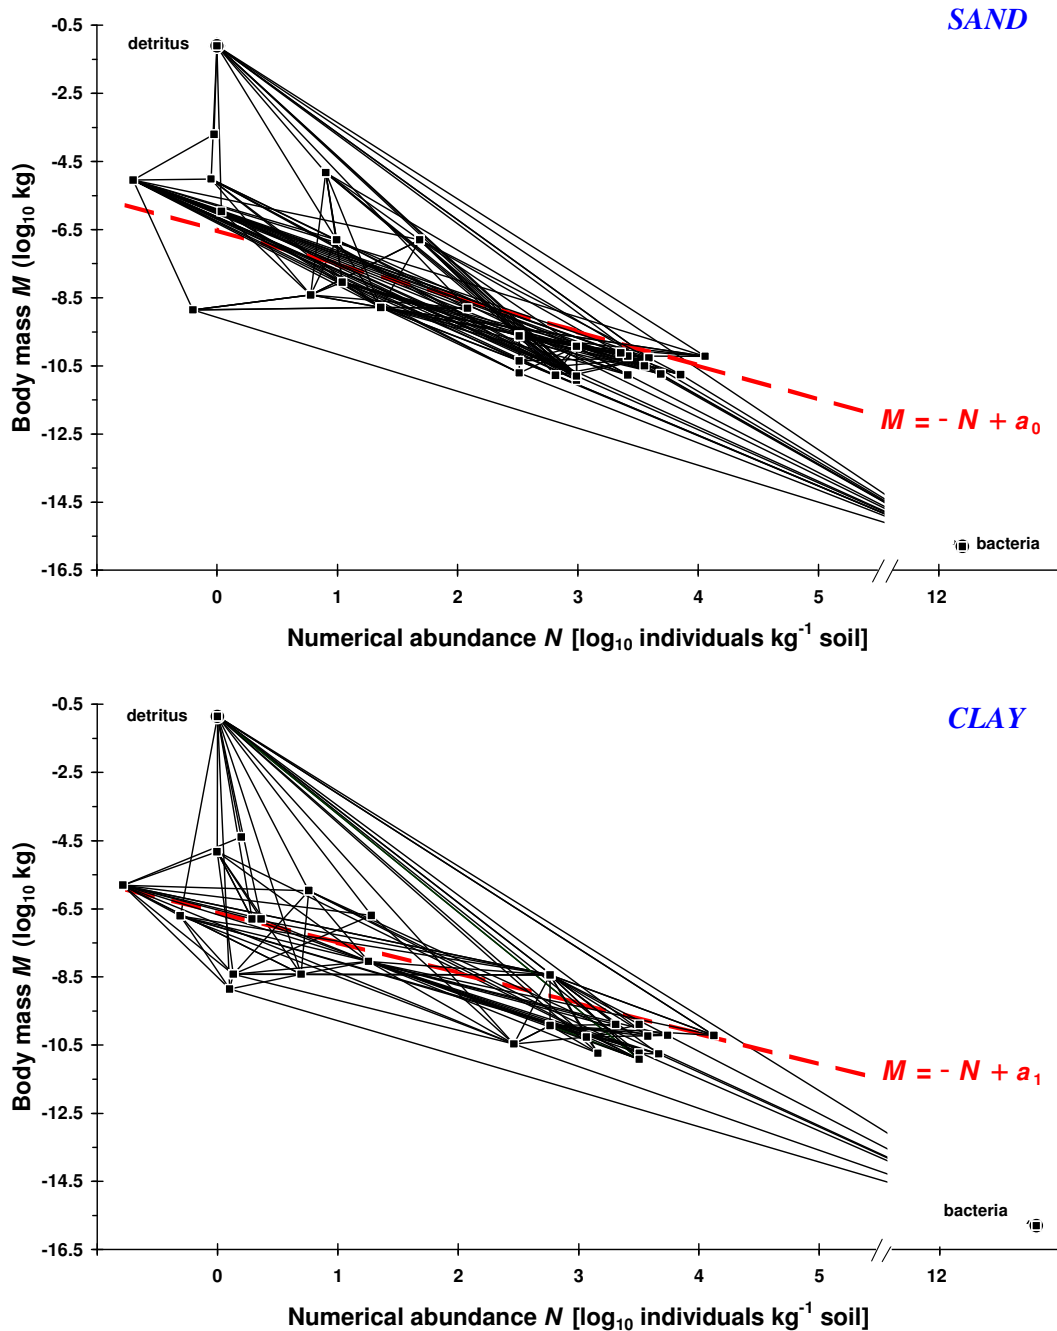 SAND
-0.5
detritus
-2.5
-4.5
-6.5
-8.5
-10.5
-12.5
-14.5
-16.5
Body mass M (log10 kg)
M = - N + a0
bacteria
0 1 2 3 4 5 12
Numerical abundance N [log10 individuals kg-1 soil]
CLAY
-0.5
detritus
-2.5
-4.5
-6.5
-8.5
-10.5
-12.5
-14.5
-16.5
Body mass M (log10 kg)
M = - N + a1
bacteria
0 1 2 3 4 5 12
Numerical abundance N [log10 individuals kg-1 soil]